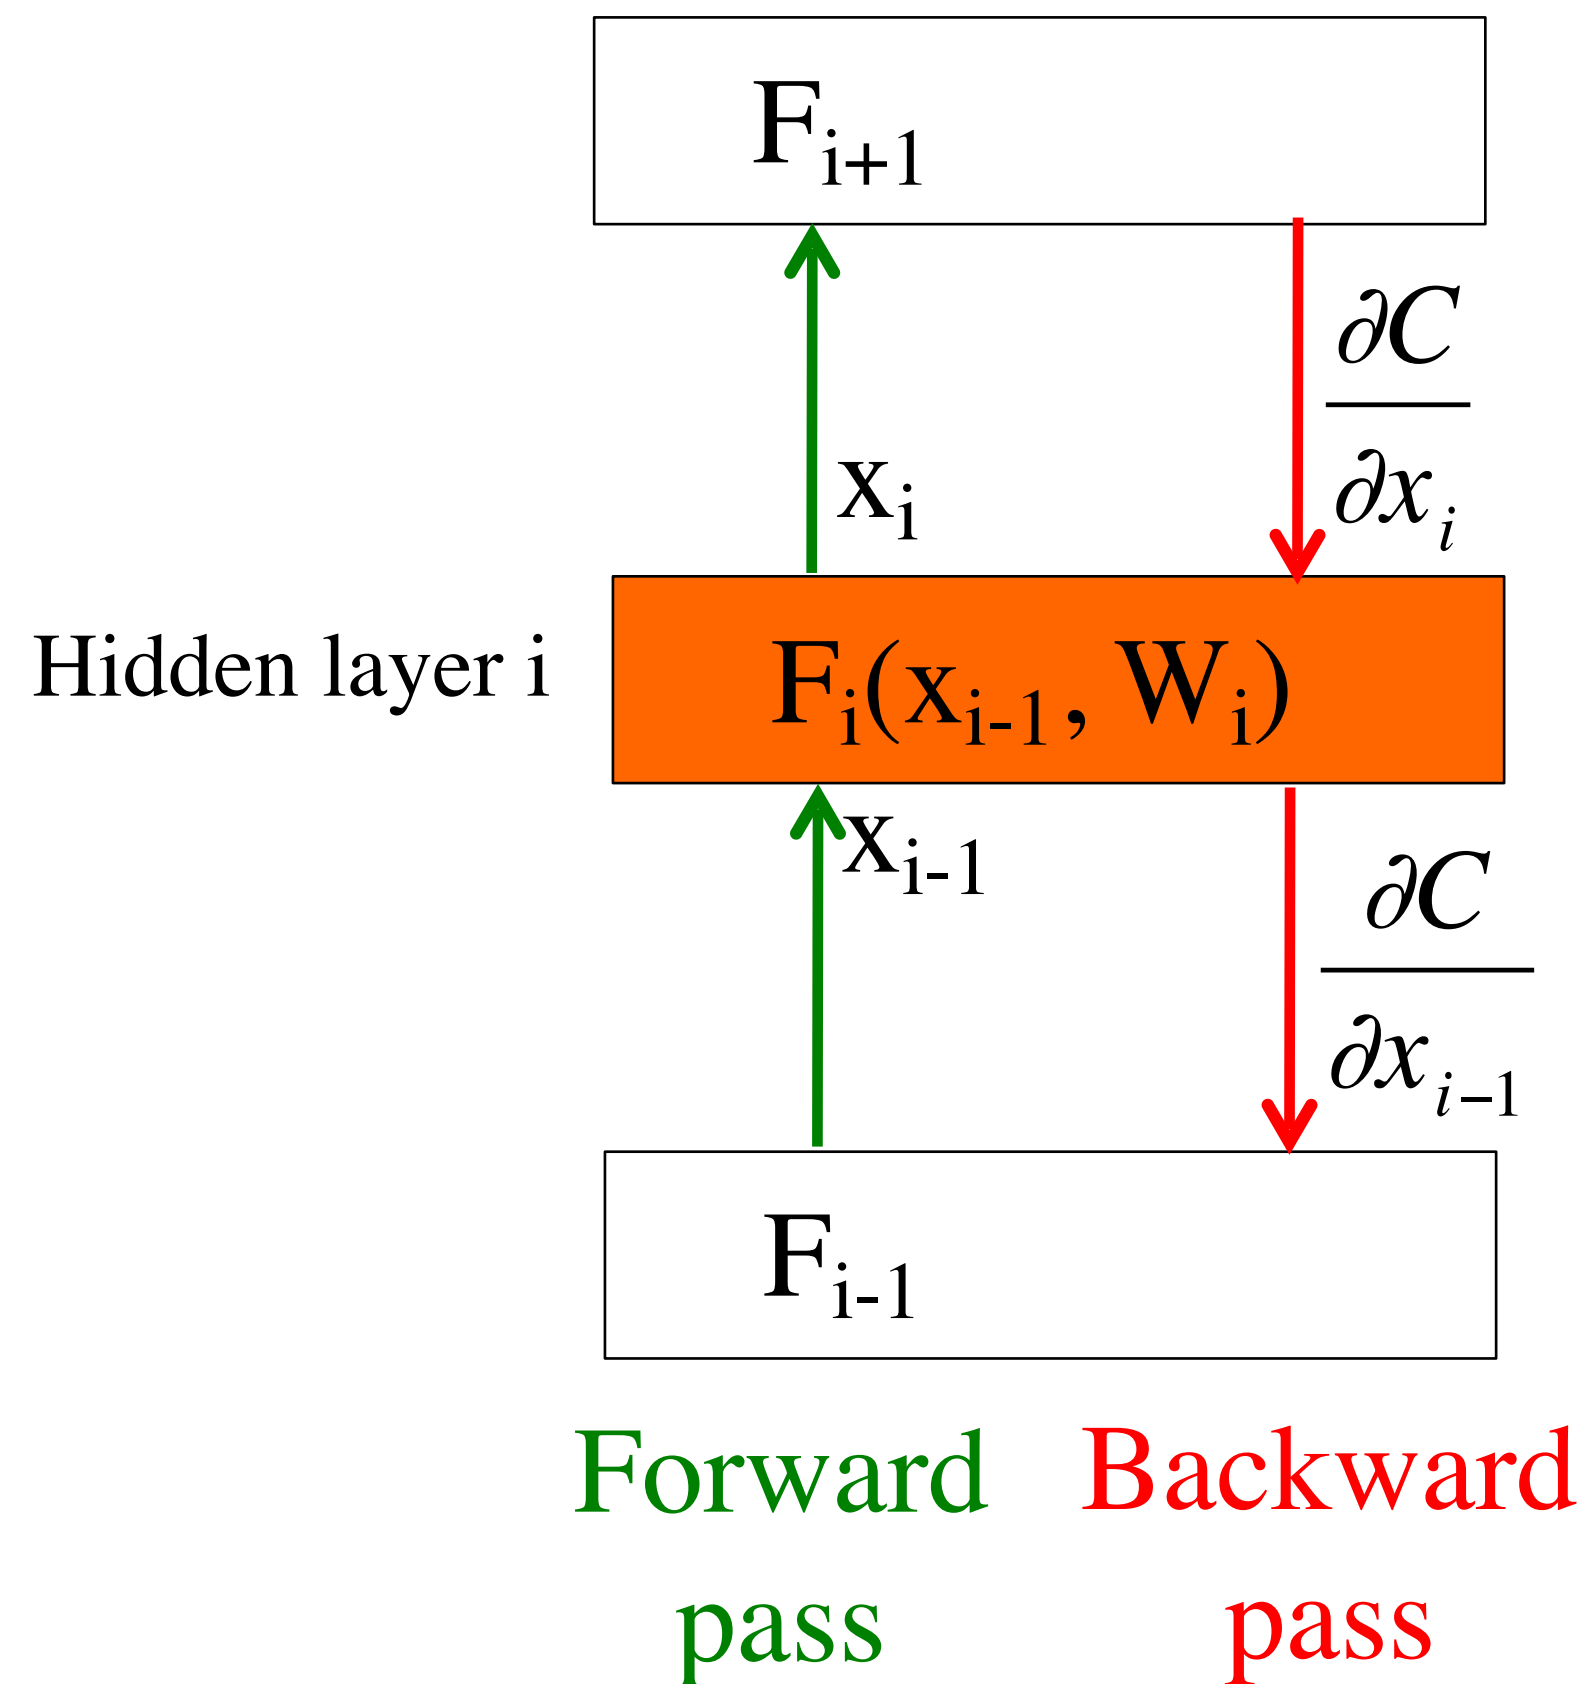 F_{i+1}
∂C
∂x_i
x_i
Hidden layer i
F_i(x_{i-1}, W_i)
x_{i-1}
∂C
∂x_{i-1}
F_{i-1}
Forward Backward
pass pass